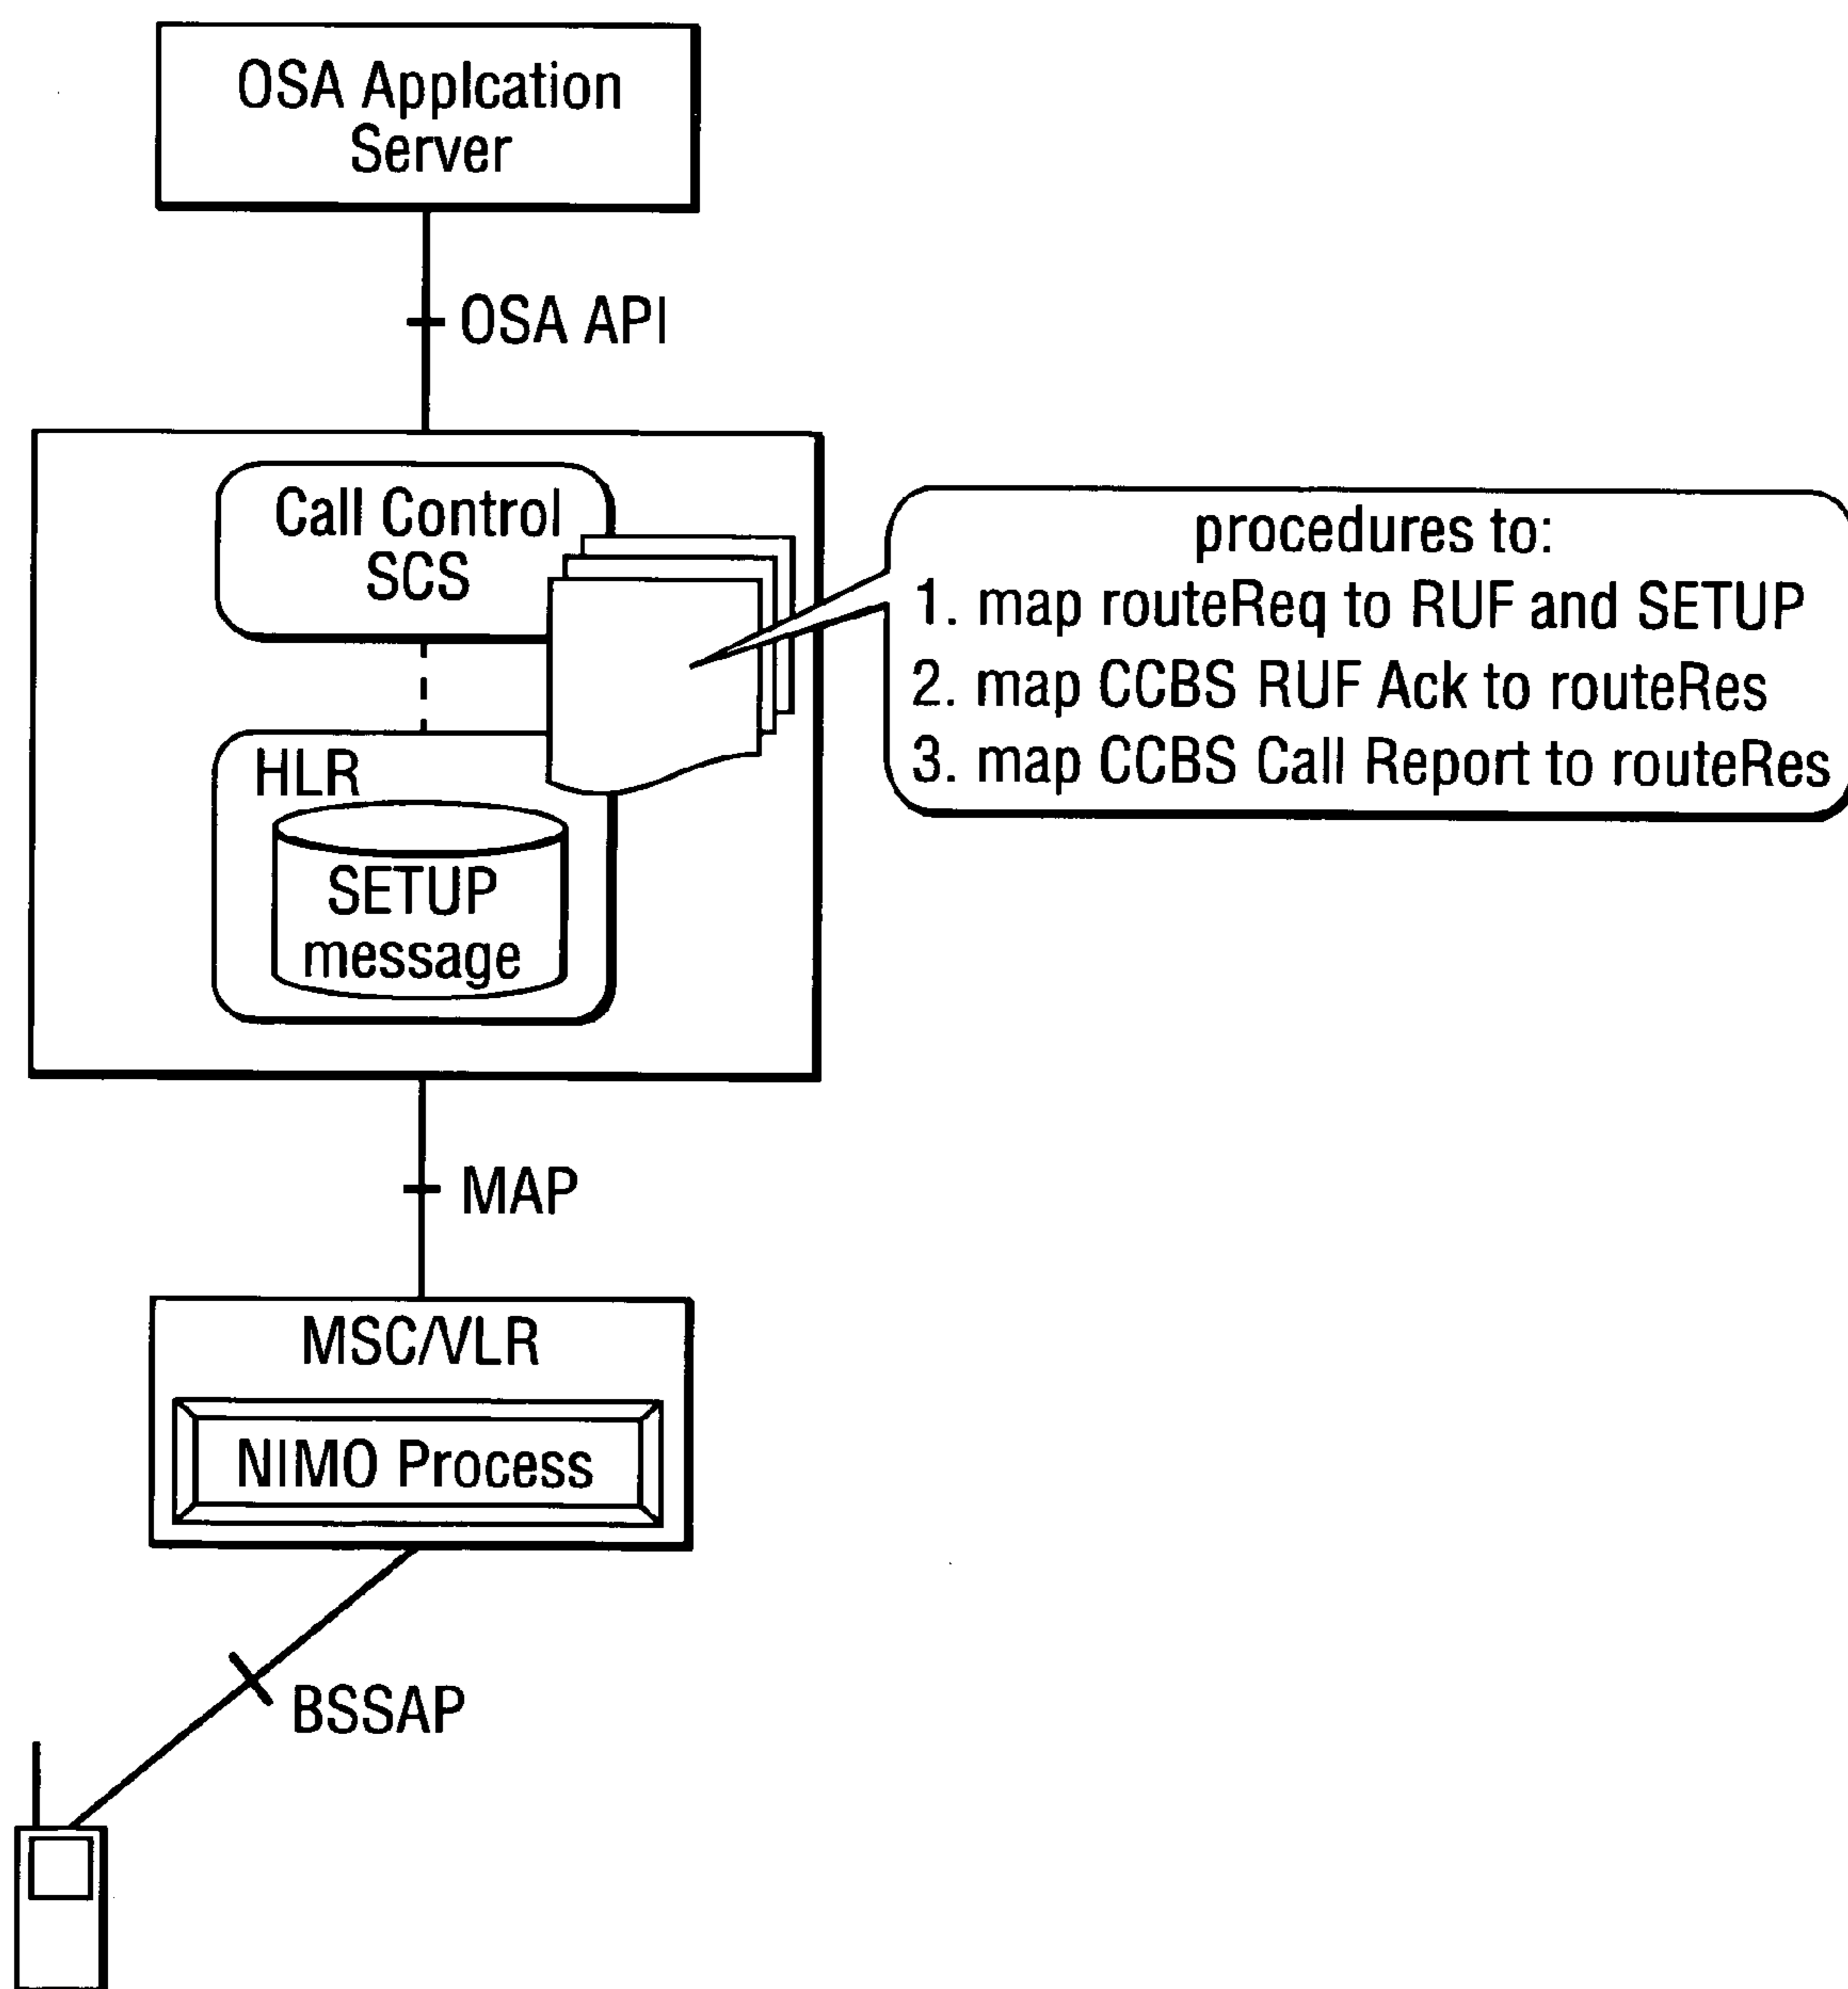 OSA Applcation
Server
OSA API
Call Control
SCS
procedures to:
1. map routeReq to RUF and SETUP
2. map CCBS RUF Ack to routeRes
3. map CCBS Call Report to routeRes
HLR
SETUP
message
MAP
MSC/VLR
NIMO Process
BSSAP